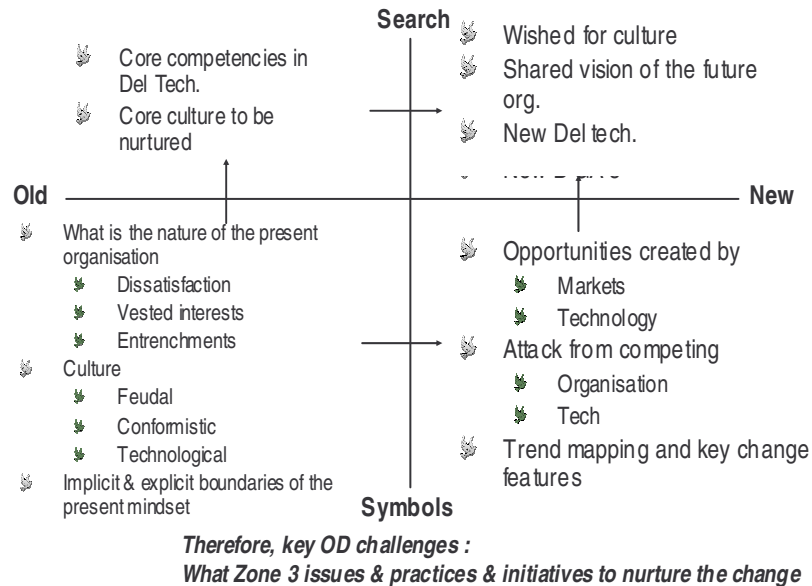 Search
Core competencies in
Del Tech.
Core culture to be
nurtured
Wished for culture
Shared vision of the future
org.
New Del tech.
Old
New
What is the nature of the present
organisation
Dissatisfaction
Vested interests
Entrenchments
Culture
Feudal
Conformistic
Technological
Implicit & explicit boundaries of the
present mindset
Opportunities created by
Markets
Technology
Attack from competing
Organisation
Tech
Trend mapping and key change
features
Symbols
Therefore, key OD challenges :
What Zone 3 issues & practices & initiatives to nurture the change